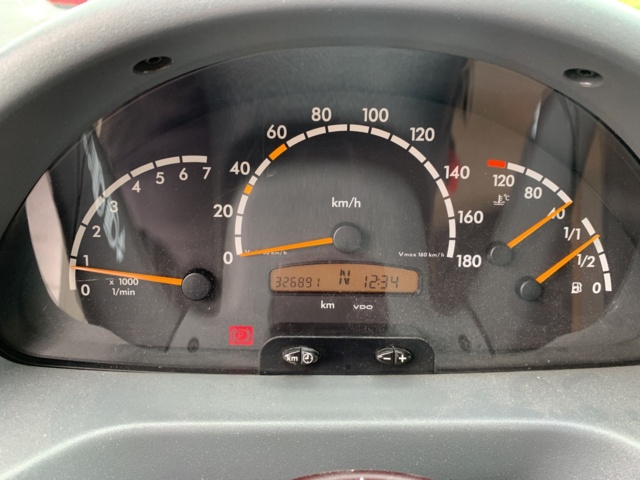 0 1 2 3 4 5 6 7
x 1000
1/min
0 20 40 60 80 100 120 140 160 180
km/h
Vmax 180 km/h
326891 N 12:34
km VDO
120 80 40
°C
1/1
1/2
0
P
km
- +